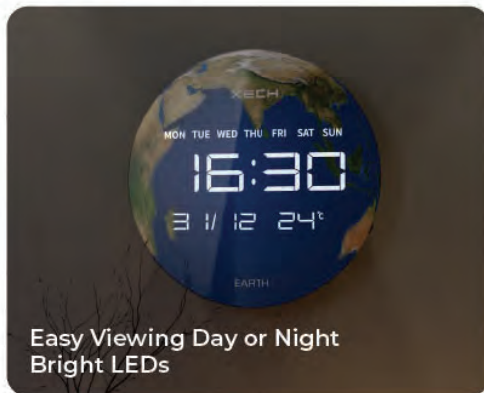 XECH
MON TUE WED THU FRI SAT SUN
16:30
31/12 24℃
EARTH
Easy Viewing Day or Night
Bright LEDs